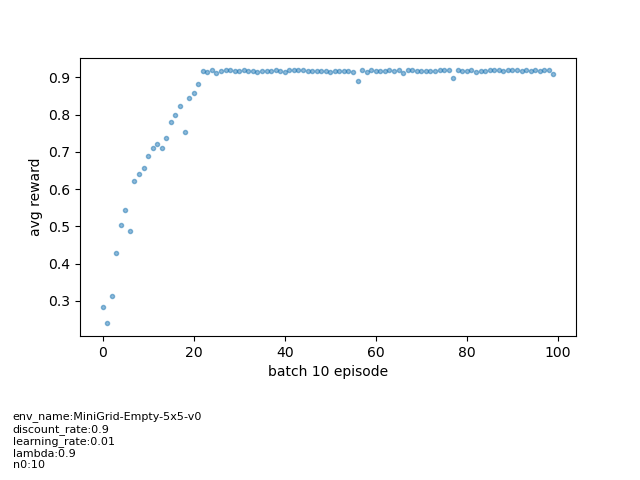 0.9
0.8
0.7
0.6
0.5
0.4
0.3
avg reward
0 20 40 60 80 100
batch 10 episode
env_name:MiniGrid-Empty-5x5-v0
discount_rate:0.9
learning_rate:0.01
lambda:0.9
n0:10